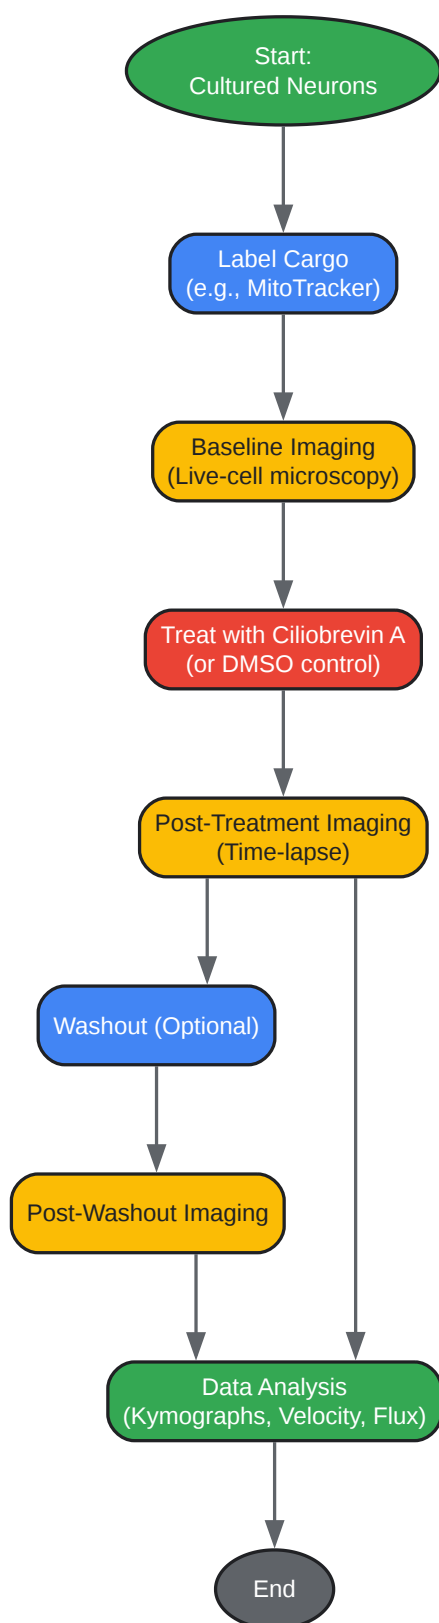 Start:
Cultured Neurons
Label Cargo
(e.g., MitoTracker)
Baseline Imaging
(Live-cell microscopy)
Treat with Ciliobrevin A
(or DMSO control)
Post-Treatment Imaging
(Time-lapse)
Washout (Optional)
Post-Washout Imaging
Data Analysis
(Kymographs, Velocity, Flux)
End